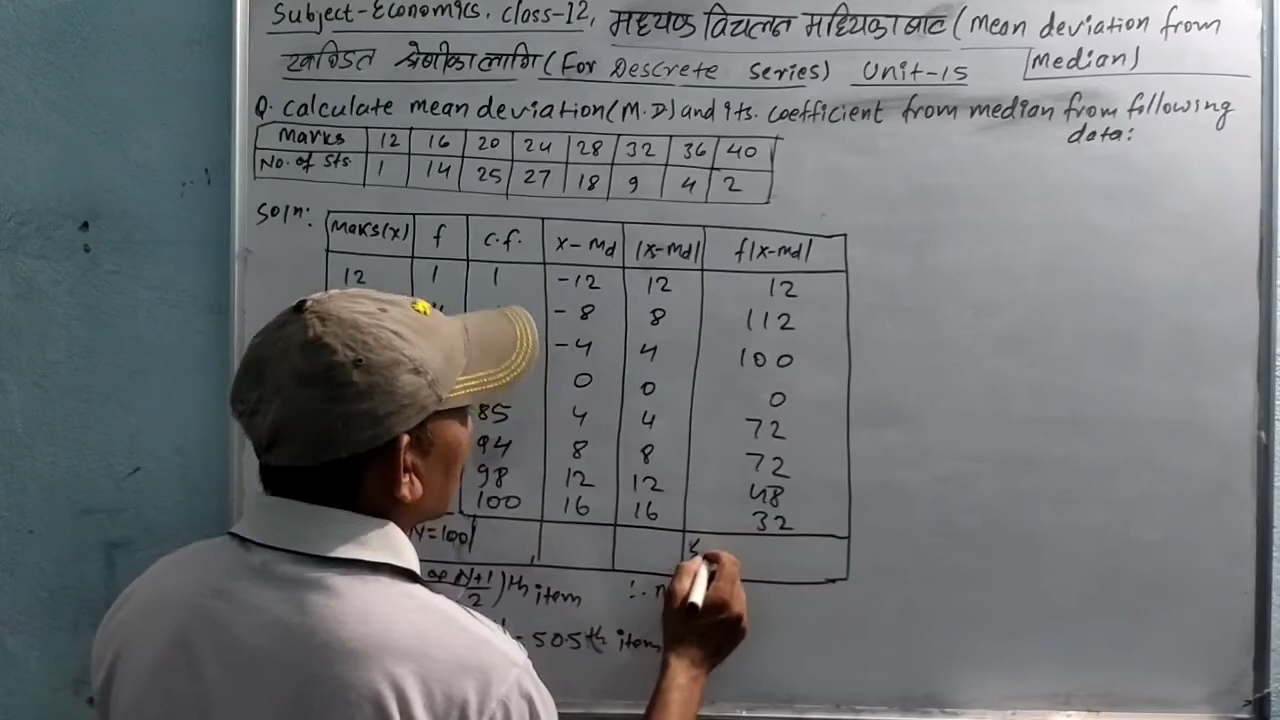 Subject-Economics. Class-12, मध्यक विचलन मध्यिकाबाट (Mean deviation from
खण्डित श्रेणीका लागि (For Descrete series) Unit-15 Median)
Q. Calculate mean deviation (M.D) and its. coefficient from median from following
data:
Marks 12 16 20 24 28 32 36 40
No. of Sts. 1 14 25 27 18 9 4 2
Soln:
Marks(x) f c.f. x-Md |x-Md| f|x-md|
12 1 1 -12 12 12
-8 8 112
-4 4 100
0 0 0
85 4 4 72
94 8 8 72
98 12 12 48
100 16 16 32
N=100
(N+1/2)th item
50.5th item